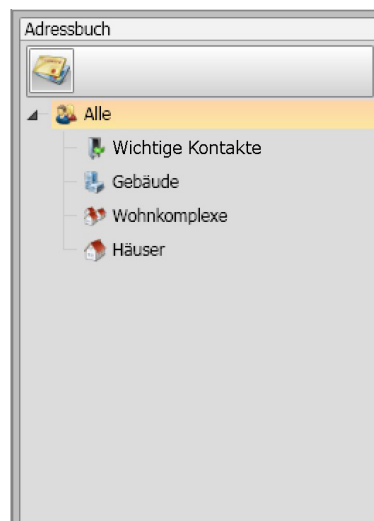 Adressbuch
Alle
Wichtige Kontakte
Gebäude
Wohnkomplexe
Häuser